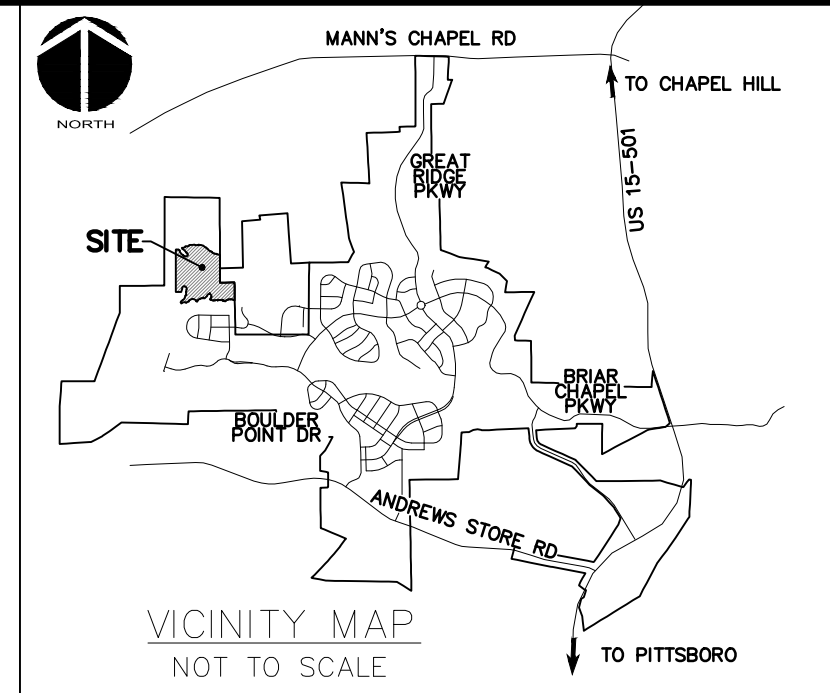 MANN'S CHAPEL RD
TO CHAPEL HILL
NORTH
US 15-501
GREAT
RIDGE
PKWY
SITE
BRIAR
CHAPEL
PKWY
BOULDER
POINT DR
ANDREWS STORE RD
VICINITY MAP
NOT TO SCALE
TO PITTSBORO